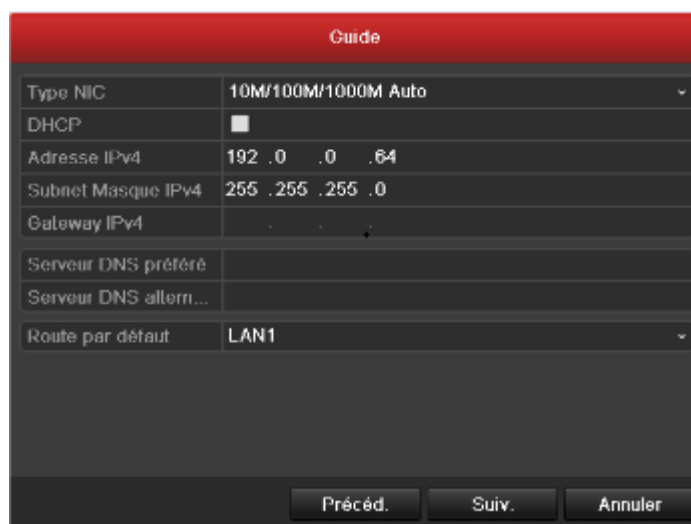 Guide
Type NIC 10M/100M/1000M Auto
DHCP
Adresse IPv4 192 .0 .0 .64
Subnet Masque IPv4 255 .255 .255 .0
Gateway IPv4 . . .
Serveur DNS préféré
Serveur DNS altern...
Route par défaut LAN1
Précéd. Suiv. Annuler